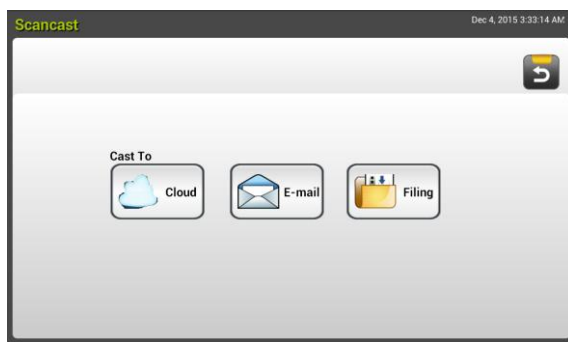 Scancast
Dec 4, 2015 3:33:14 AM
Cast To
Cloud
E-mail
Filing